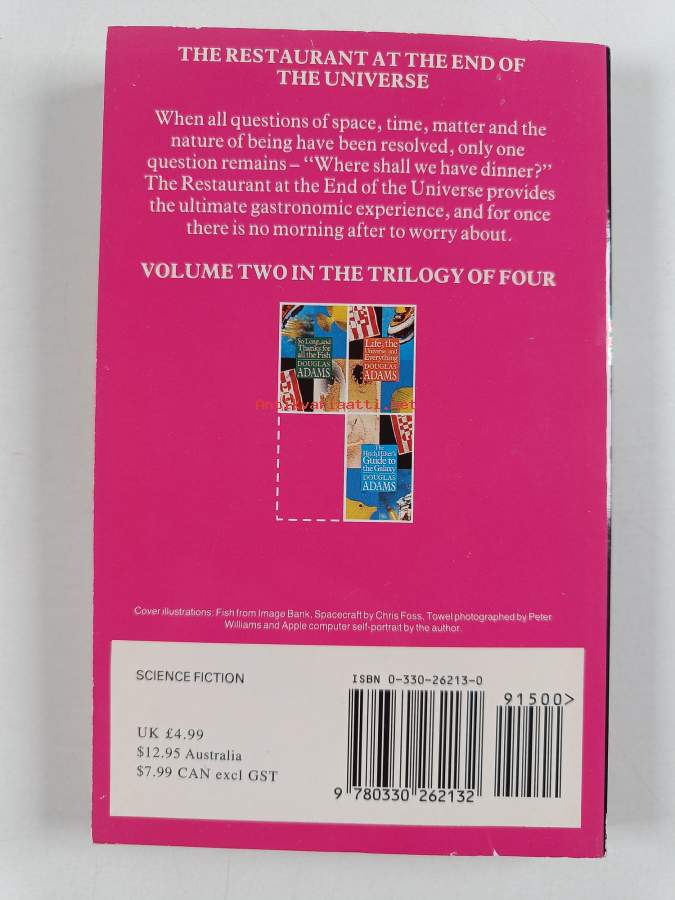 THE RESTAURANT AT THE END OF
THE UNIVERSE
When all questions of space, time, matter and the
nature of being have been resolved, only one
question remains – “Where shall we have dinner?”
The Restaurant at the End of the Universe provides
the ultimate gastronomic experience, and for once
there is no morning after to worry about.
VOLUME TWO IN THE TRILOGY OF FOUR
So Long, and
Thanks for
all the Fish
DOUGLAS
ADAMS
Life, the
Universe and
Everything
DOUGLAS
ADAMS
Antikvariaatti.net
The
Hitch Hiker's
Guide to
the Galaxy
DOUGLAS
ADAMS
Cover illustrations: Fish from Image Bank, Spacecraft by Chris Foss, Towel photographed by Peter
Williams and Apple computer self-portrait by the author.
SCIENCE FICTION
UK £4.99
$12.95 Australia
$7.99 CAN excl GST
ISBN 0-330-26213-0
91500>
9 780330 262132